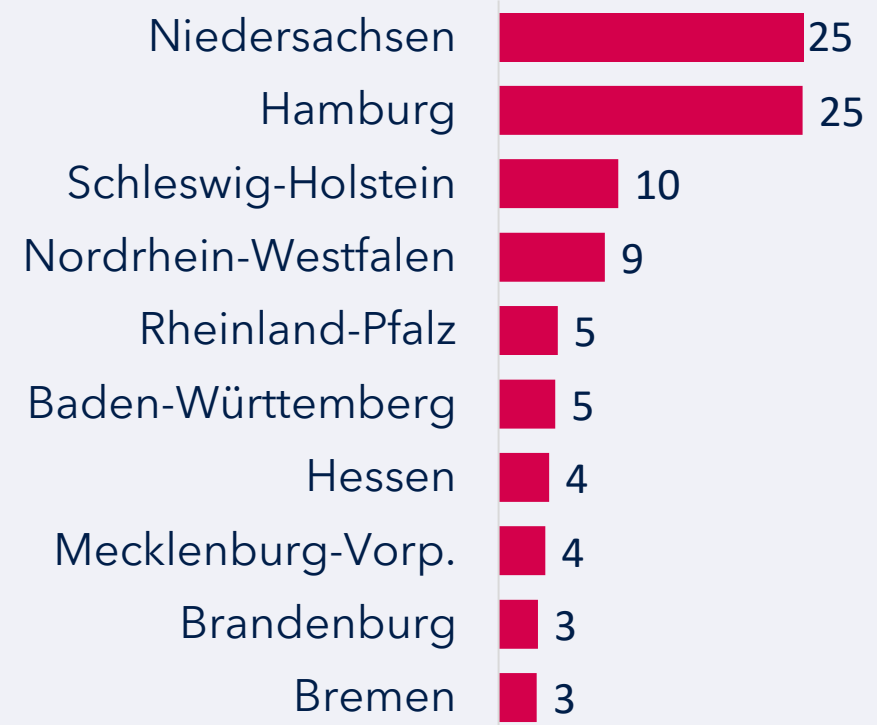 Niedersachsen 25
Hamburg 25
Schleswig-Holstein 10
Nordrhein-Westfalen 9
Rheinland-Pfalz 5
Baden-Württemberg 5
Hessen 4
Mecklenburg-Vorp. 4
Brandenburg 3
Bremen 3